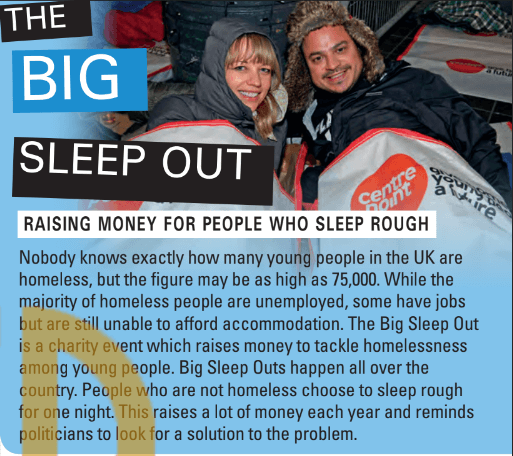 THE
BIG
SLEEP OUT
centre
point
young
a future
a futu
RAISING MONEY FOR PEOPLE WHO SLEEP ROUGH
Nobody knows exactly how many young people in the UK are
homeless, but the figure may be as high as 75,000. While the
majority of homeless people are unemployed, some have jobs
but are still unable to afford accommodation. The Big Sleep Out
is a charity event which raises money to tackle homelessness
among young people. Big Sleep Outs happen all over the
country. People who are not homeless choose to sleep rough
for one night. This raises a lot of money each year and reminds
politicians to look for a solution to the problem.